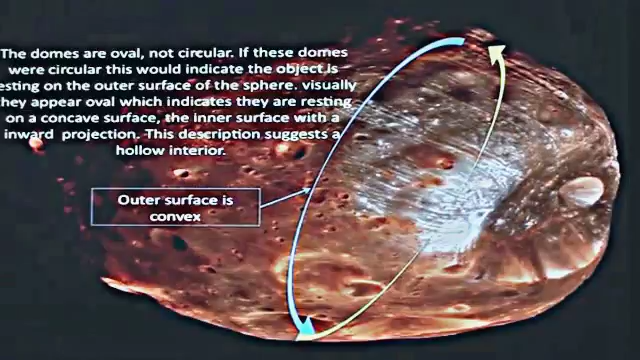 The domes are oval, not circular. If these domes
were circular this would indicate the object is
esting on the outer surface of the sphere. visually
hey appear oval which indicates they are resting
on a concave surface, the inner surface with a
inward projection. This description suggests a
hollow interior.
Outer surface is
convex